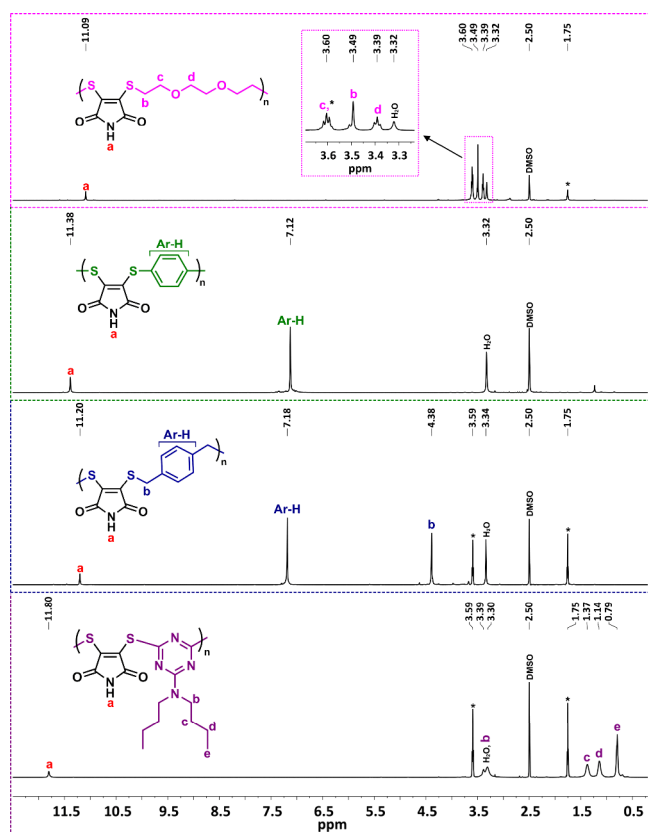 11.09
3.60
3.49
3.39
3.32
3.60
3.49
3.39
3.32
2.50
1.75
S
S
b
c
O
d
O
n
O
N
H
O
a
c,*
b
d
H₂O
3.6 3.5 3.4 3.3
ppm
a
DMSO
*
11.38
7.12
3.32
2.50
Ar-H
S
S
n
O
N
H
O
a
Ar-H
a
H₂O
DMSO
11.20
7.18
4.38
3.59
3.34
2.50
1.75
Ar-H
S
S
b
n
O
N
H
O
a
Ar-H
b
a
*
H₂O
DMSO
*
11.80
3.59
3.39
3.30
2.50
1.75
1.37
1.14
0.79
S
S
N
n
N
N
O
N
H
O
a
N
b
c
d
e
a
*
H₂O, b
DMSO
*
c
d
e
11.5 10.5 9.5 8.5 7.5 6.5 5.5 4.5 3.5 2.5 1.5 0.5
ppm